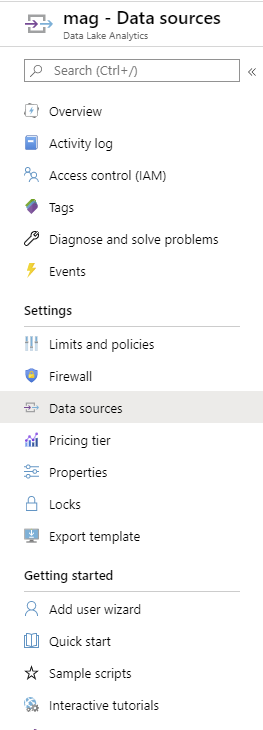 mag - Data sources
Data Lake Analytics
Search (Ctrl+/)
«
Overview
Activity log
Access control (IAM)
Tags
Diagnose and solve problems
Events
Settings
Limits and policies
Firewall
Data sources
Pricing tier
Properties
Locks
Export template
Getting started
Add user wizard
Quick start
Sample scripts
Interactive tutorials